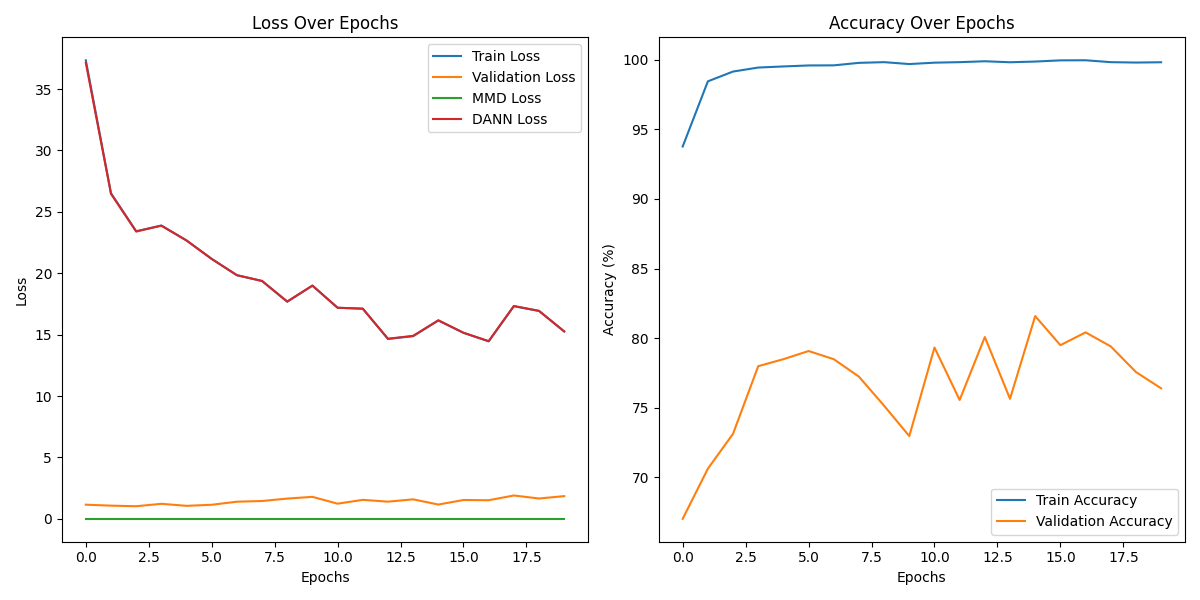 Loss Over Epochs
Train Loss
Validation Loss
MMD Loss
DANN Loss
35
30
25
20
15
10
5
0
Loss
0.0 2.5 5.0 7.5 10.0 12.5 15.0 17.5
Epochs
Accuracy Over Epochs
100
95
90
85
80
75
70
Accuracy (%)
Train Accuracy
Validation Accuracy
0.0 2.5 5.0 7.5 10.0 12.5 15.0 17.5
Epochs